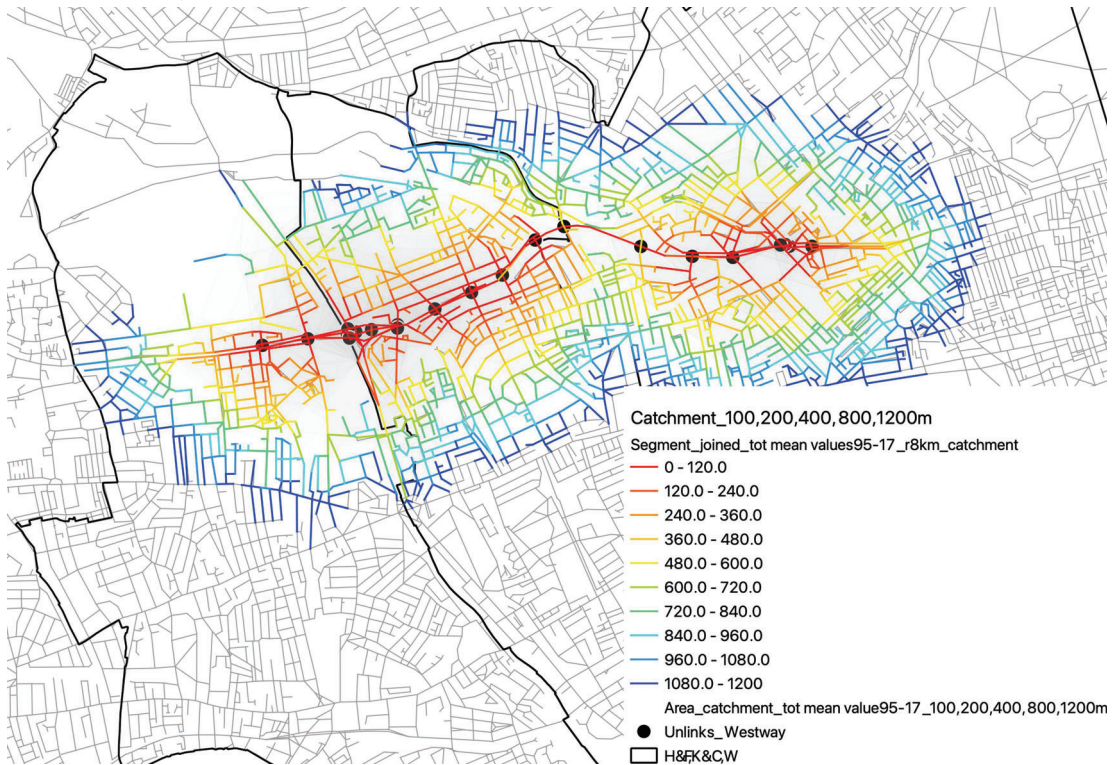 Catchment_100,200,400,800,1200m
Segment_joined_tot mean values95-17_r8km_catchment
0 - 120.0
120.0 - 240.0
240.0 - 360.0
360.0 - 480.0
480.0 - 600.0
600.0 - 720.0
720.0 - 840.0
840.0 - 960.0
960.0 - 1080.0
1080.0 - 1200
Area_catchment_tot mean value95-17_100,200,400,800,1200m
Unlinks_Westway
H&F,K&C,W